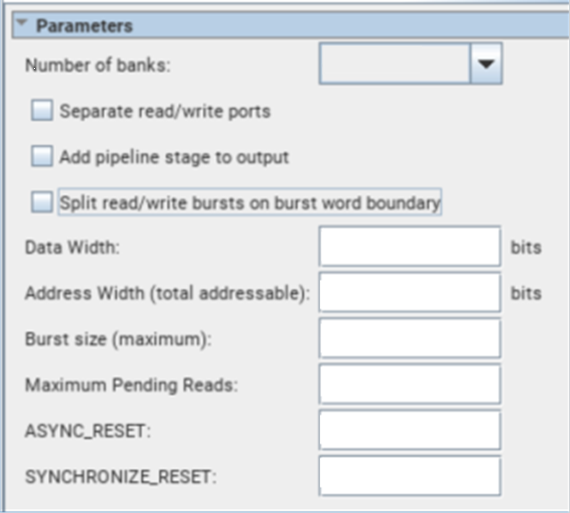 Parameters
Number of banks:
Separate read/write ports
Add pipeline stage to output
Split read/write bursts on burst word boundary
Data Width: bits
Address Width (total addressable): bits
Burst size (maximum):
Maximum Pending Reads:
ASYNC_RESET:
SYNCHRONIZE_RESET: